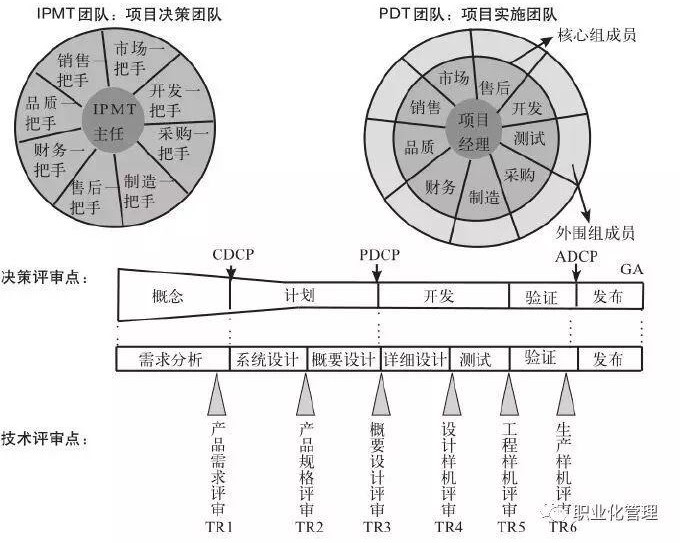 IPMT团队：项目决策团队
PDT团队：项目实施团队
市场一
把手
开发一
把手
采购一
把手
制造一
把手
售后一
把手
财务一
把手
品质一
把手
销售一
把手
IPMT
主任
核心组成员
市场
售后
开发
测试
采购
制造
财务
品质
销售
项目
经理
外围组成员
决策评审点：
CDCP
PDCP
ADCP
GA
概念
计划
开发
验证
发布
需求分析
系统设计
概要设计
详细设计
测试
验证
发布
技术评审点：
产品需求评审
TR1
产品规格评审
TR2
概要设计评审
TR3
设计样机评审
TR4
工程样机评审
TR5
生产样机评审
TR6
职业化管理